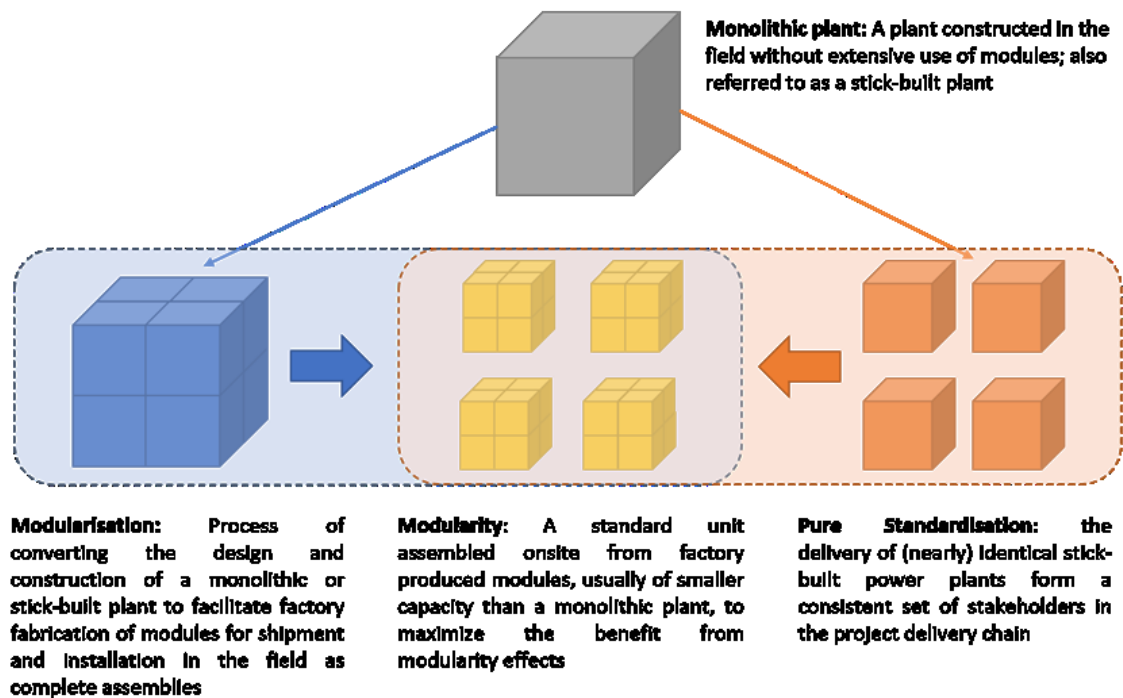 Monolithic plant: A plant constructed in the
field without extensive use of modules; also
referred to as a stick-built plant
Modularisation: Process of
converting the design and
construction of a monolithic or
stick-built plant to facilitate factory
fabrication of modules for shipment
and installation in the field as
complete assemblies
Modularity: A standard unit
assembled onsite from factory
produced modules, usually of smaller
capacity than a monolithic plant, to
maximize the benefit from
modularity effects
Pure Standardisation: the
delivery of (nearly) identical stick-
built power plants form a
consistent set of stakeholders in
the project delivery chain